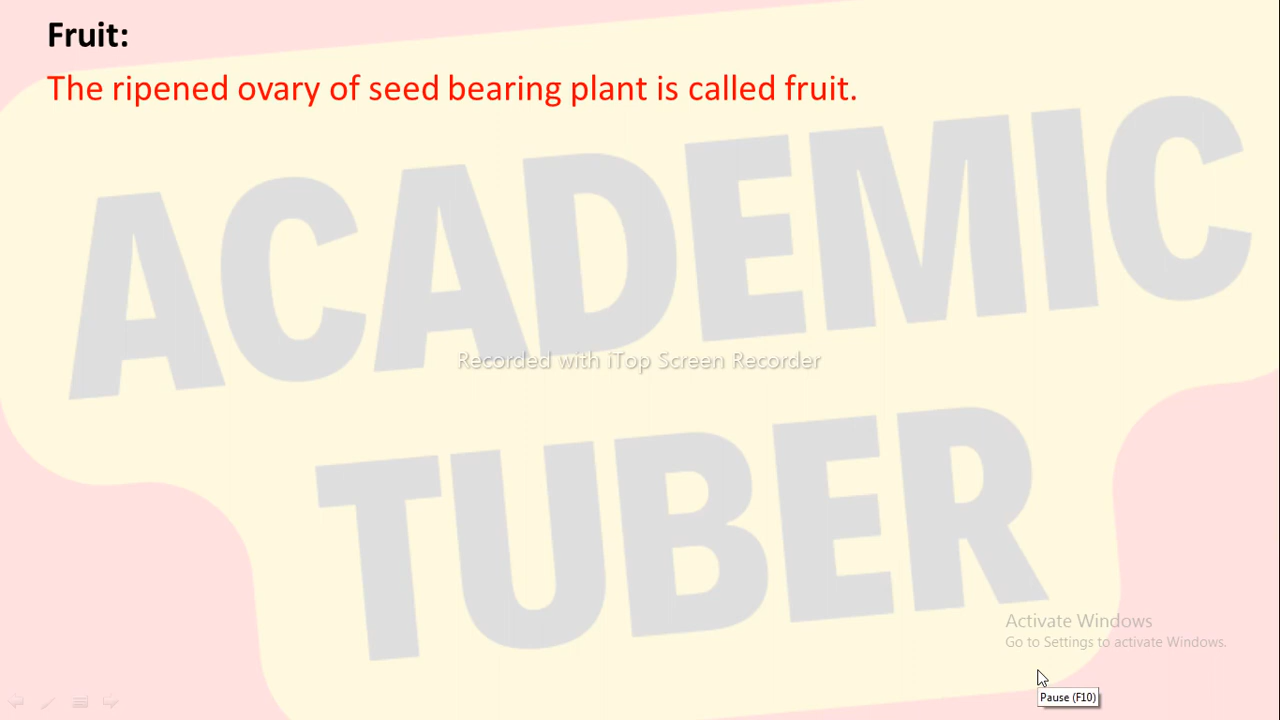 Fruit:
The ripened ovary of seed bearing plant is called fruit.
ACADEMIC
Recorded with iTop Screen Recorder
TUBER
Activate Windows
Go to Settings to activate Windows.
Pause (F10)